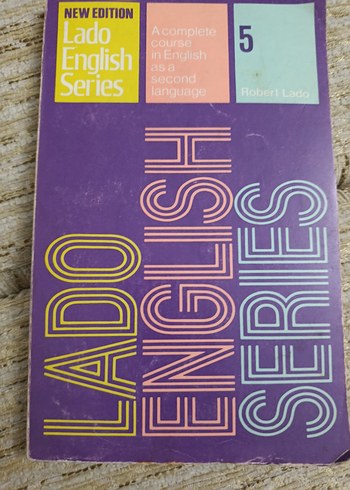 NEW EDITION
Lado
English
Series
A complete
course
in English
as a
second
language
5
Robert Lado
LADO
ENGLISH
SERIES